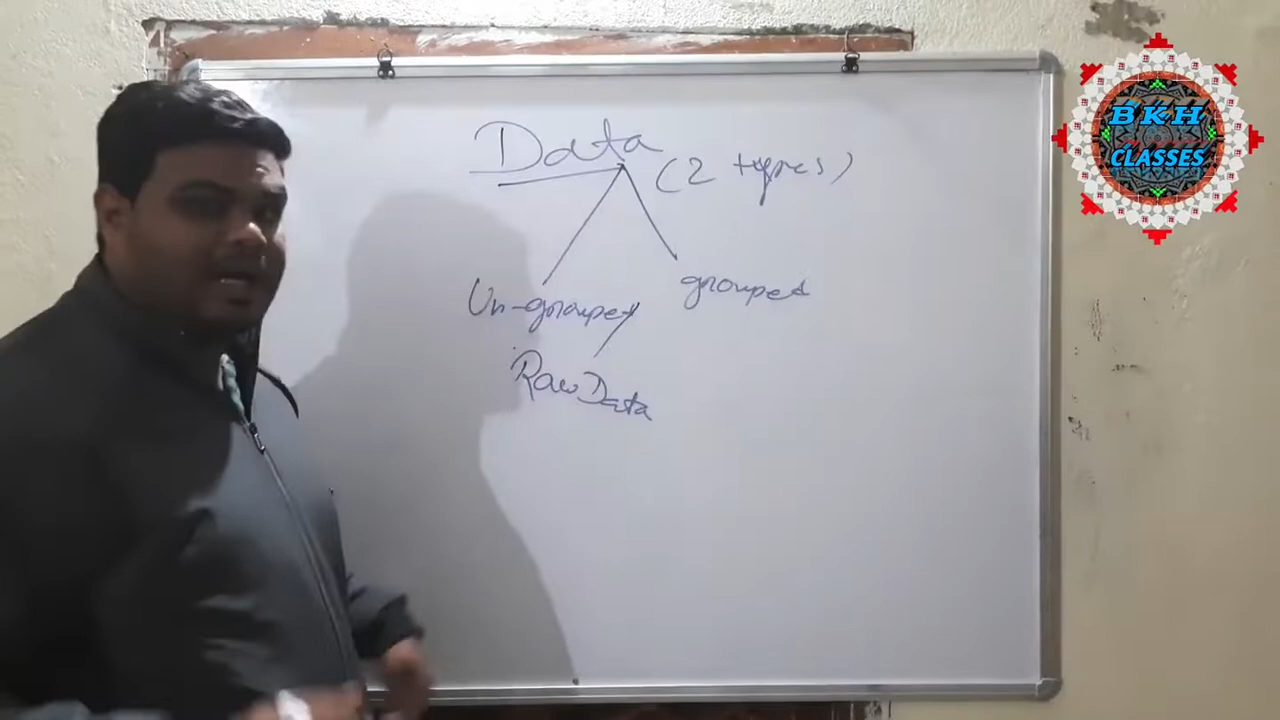 Data (2 types)
Un-grouped grouped
Raw Data
BKH
CLASSES